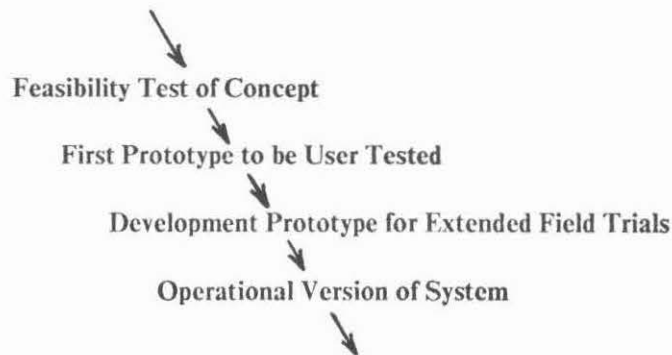 Feasibility Test of Concept
First Prototype to be User Tested
Development Prototype for Extended Field Trials
Operational Version of System